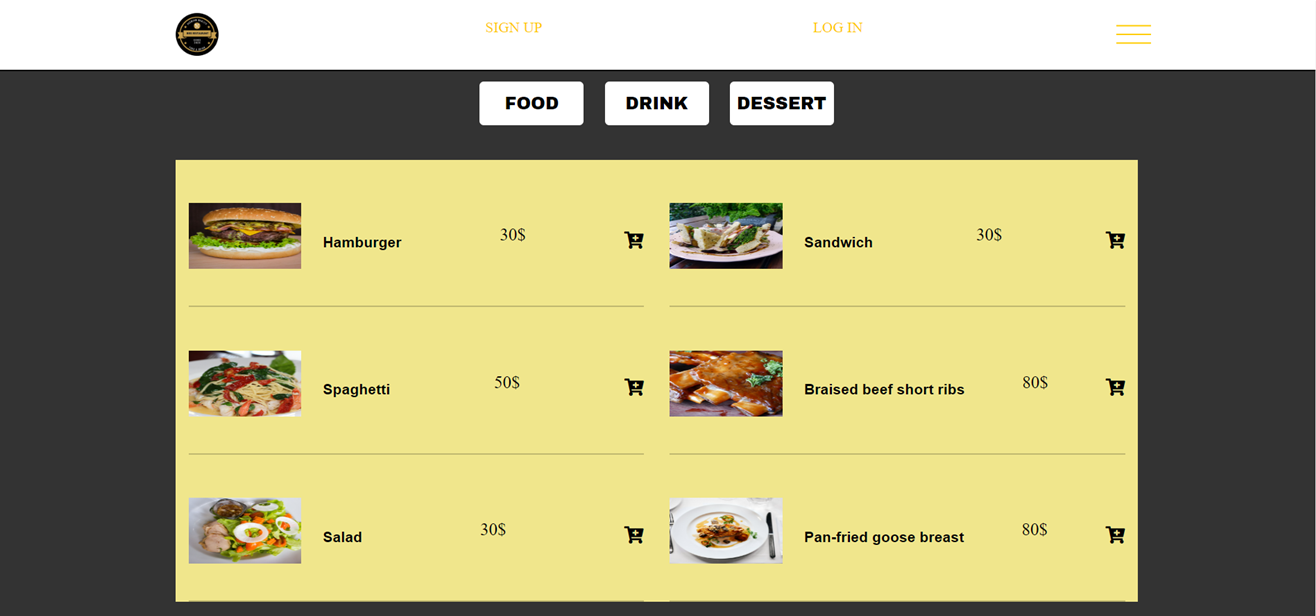 SIGN UP
LOG IN
FOOD
DRINK
DESSERT
Hamburger
30$
Sandwich
30$
Spaghetti
50$
Braised beef short ribs
80$
Salad
30$
Pan-fried goose breast
80$